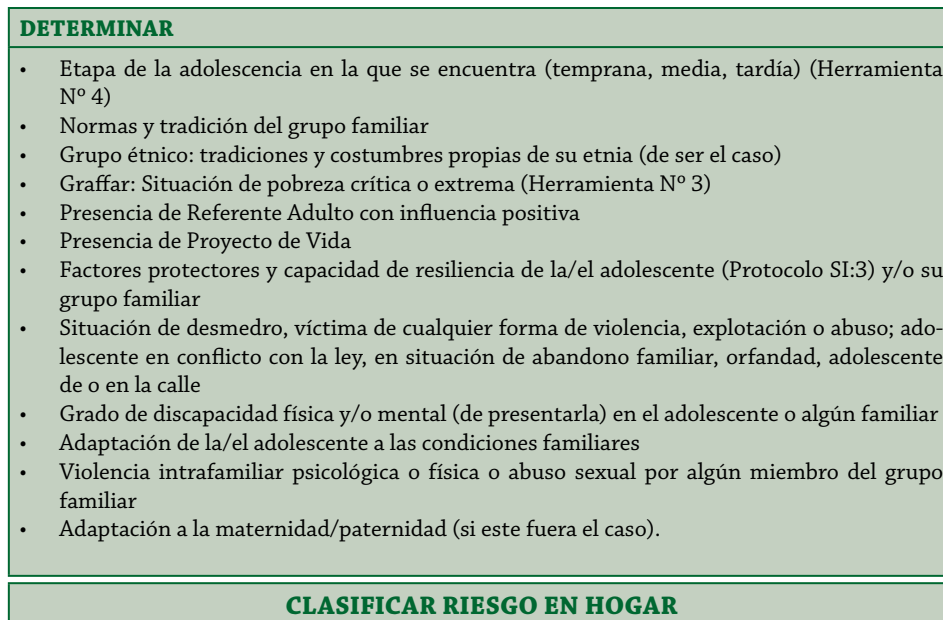 DETERMINAR
• Etapa de la adolescencia en la que se encuentra (temprana, media, tardía) (Herramienta
Nº 4)
• Normas y tradición del grupo familiar
• Grupo étnico: tradiciones y costumbres propias de su etnia (de ser el caso)
• Graffar: Situación de pobreza crítica o extrema (Herramienta Nº 3)
• Presencia de Referente Adulto con influencia positiva
• Presencia de Proyecto de Vida
• Factores protectores y capacidad de resiliencia de la/el adolescente (Protocolo SI:3) y/o su
grupo familiar
• Situación de desmedro, víctima de cualquier forma de violencia, explotación o abuso; ado-
lescente en conflicto con la ley, en situación de abandono familiar, orfandad, adolescente
de o en la calle
• Grado de discapacidad física y/o mental (de presentarla) en el adolescente o algún familiar
• Adaptación de la/el adolescente a las condiciones familiares
• Violencia intrafamiliar psicológica o física o abuso sexual por algún miembro del grupo
familiar
• Adaptación a la maternidad/paternidad (si este fuera el caso).
CLASIFICAR RIESGO EN HOGAR